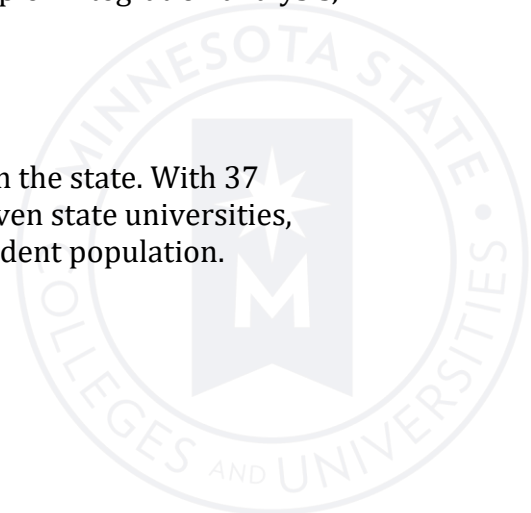 n the state. With 37
ven state universities,
dent population.
MINNESOTA STATE
COLLEGES AND UNIVERSITIES
M